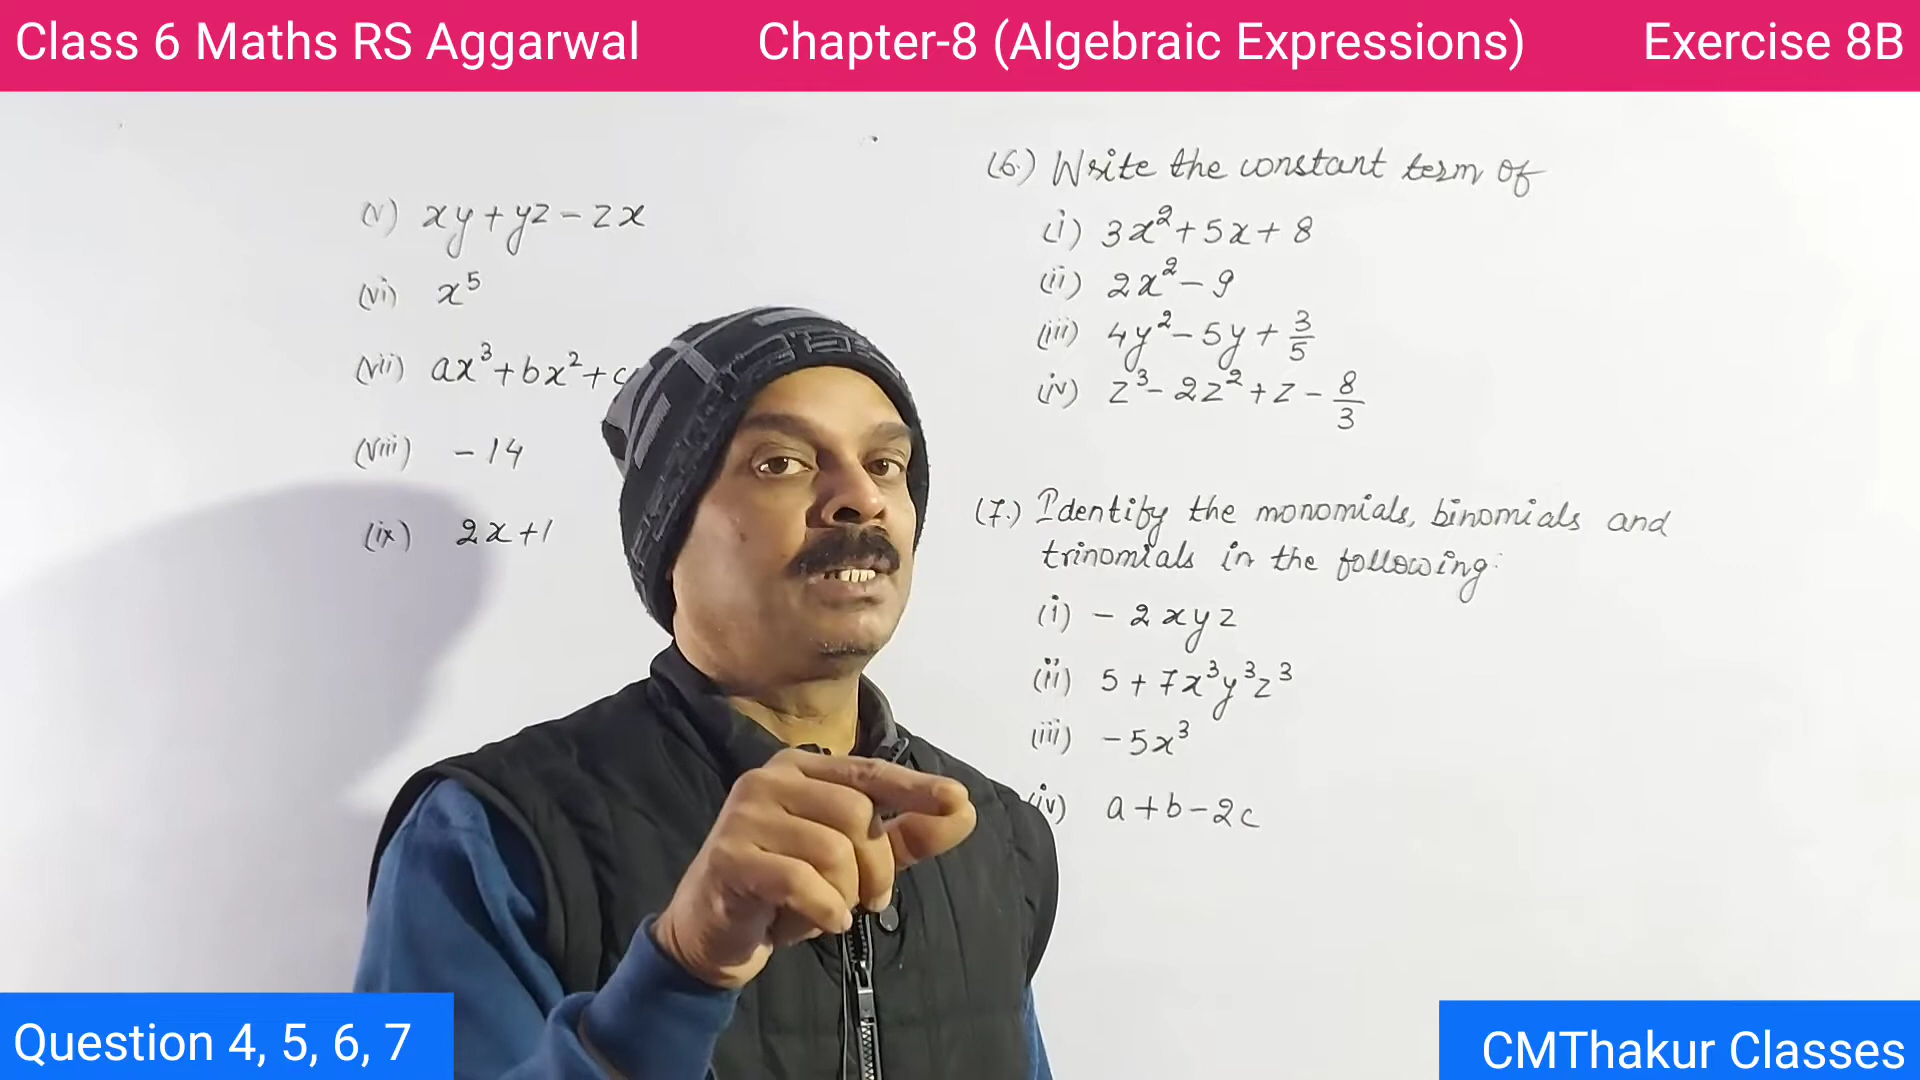 Class 6 Maths RS Aggarwal Chapter-8 (Algebraic Expressions) Exercise 8B
(v) xy + yz - zx
(vi) x⁵
(vii) ax³ + bx² + c
(viii) - 14
(ix) 2x + 1
(6.) Write the constant term of
(i) 3x² + 5x + 8
(ii) 2x² - 9
(iii) 4y² - 5y + 3/5
(iv) z³ - 2z² + z - 8/3
(7.) Identify the monomials, binomials and
trinomials in the following:
(i) - 2xyz
(ii) 5 + 7x³y³z³
(iii) - 5x³
(iv) a + b - 2c
Question 4, 5, 6, 7
CMThakur Classes